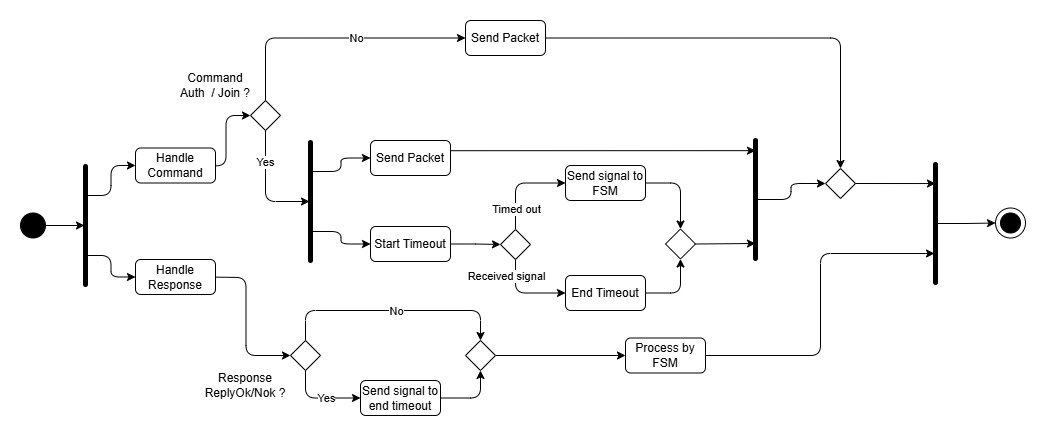 No
Send Packet
Command
Auth / Join ?
Handle
Command
Yes
Send Packet
Send signal to
FSM
Timed out
Start Timeout
Received signal
End Timeout
Handle
Response
No
Process by
FSM
Response
ReplyOk/Nok ?
Yes
Send signal to
end timeout